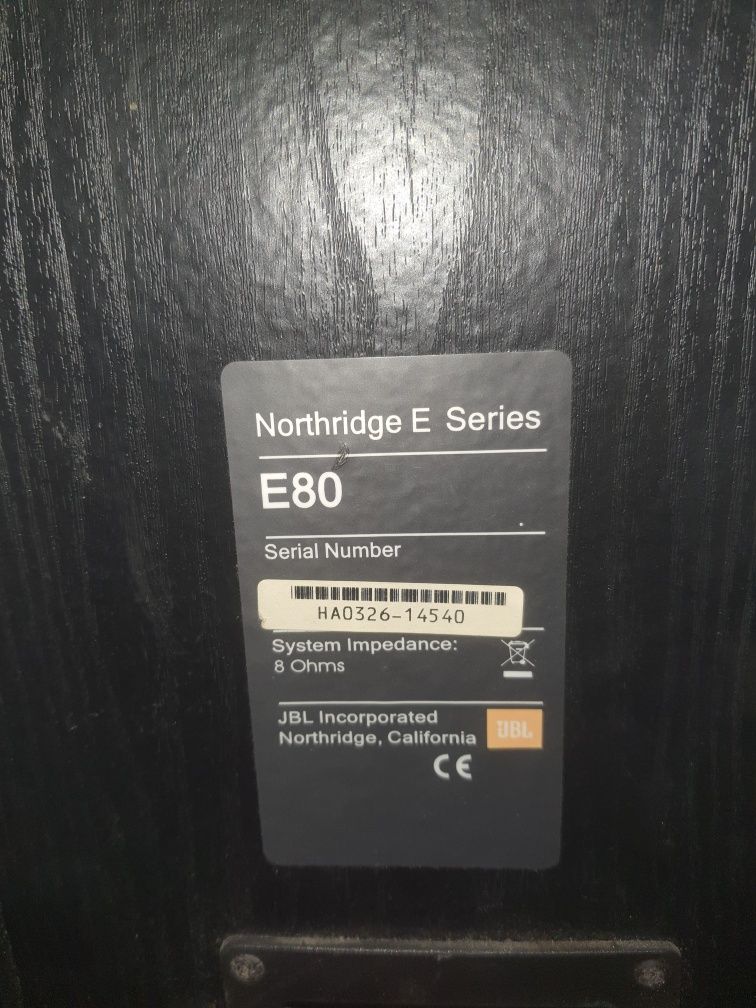 Northridge E Series
E80
Serial Number
HA0326-14540
System Impedance:
8 Ohms
JBL Incorporated
Northridge, California
JBL
CE